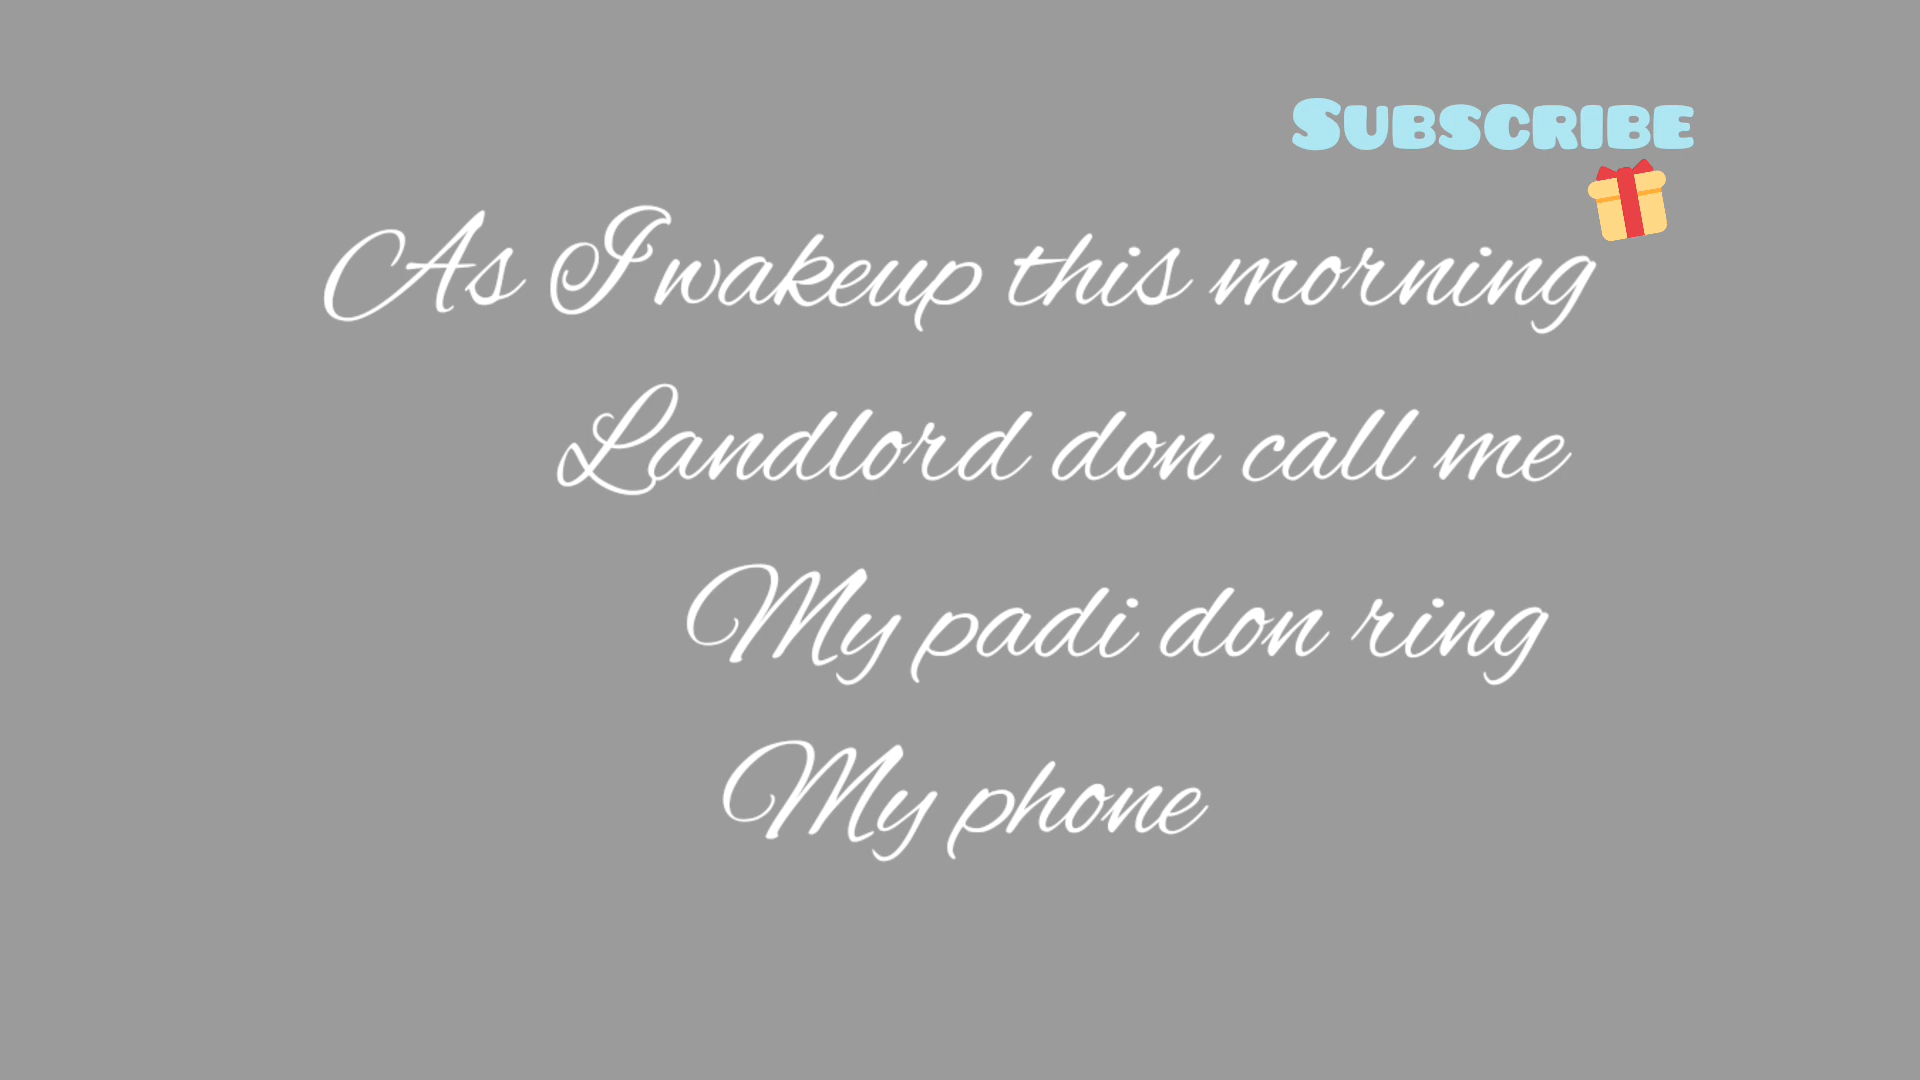 SUBSCRIBE
As I wakeup this morning
Landlord don call me
My padi don ring
My phone